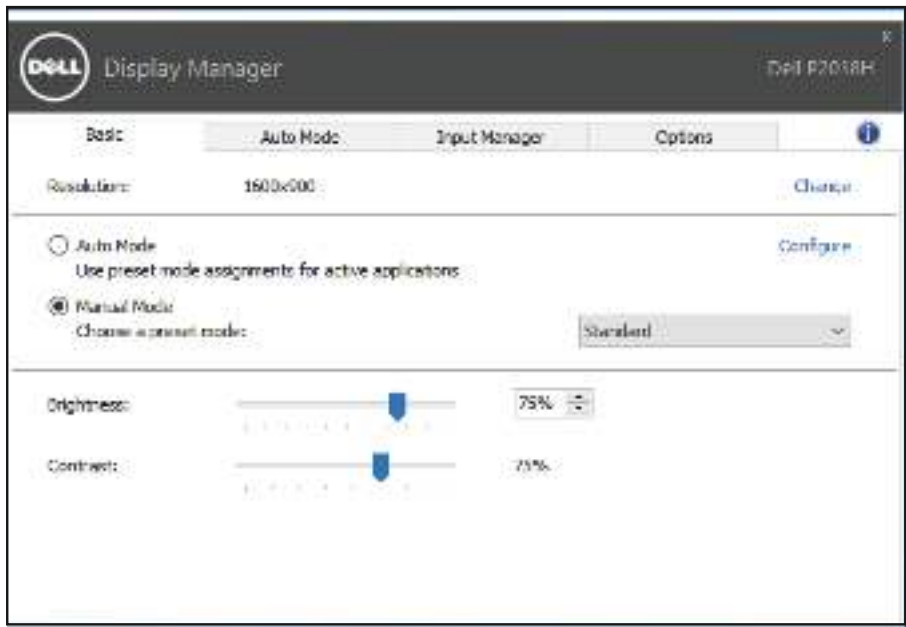 DELL Display Manager
Dell P2018H
Basic Auto Mode Input Manager Options
Resolution: 1600x900 Change
Auto Mode Configure
Use preset mode assignments for active applications
Manual Mode
Choose a preset mode: Standard
Brightness: 75%
Contrast: 75%